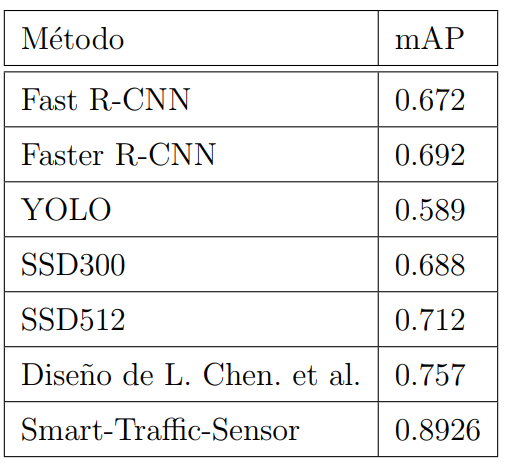 Método mAP
Fast R-CNN 0.672
Faster R-CNN 0.692
YOLO 0.589
SSD300 0.688
SSD512 0.712
Diseño de L. Chen. et al. 0.757
Smart-Traffic-Sensor 0.8926